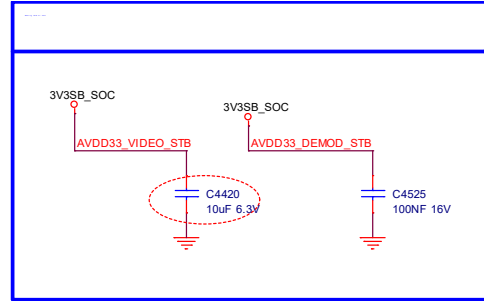 3V3SB_SOC
3V3SB_SOC
AVDD33_VIDEO_STB
AVDD33_DEMOD_STB
C4420
10uF 6.3V
C4525
100NF 16V